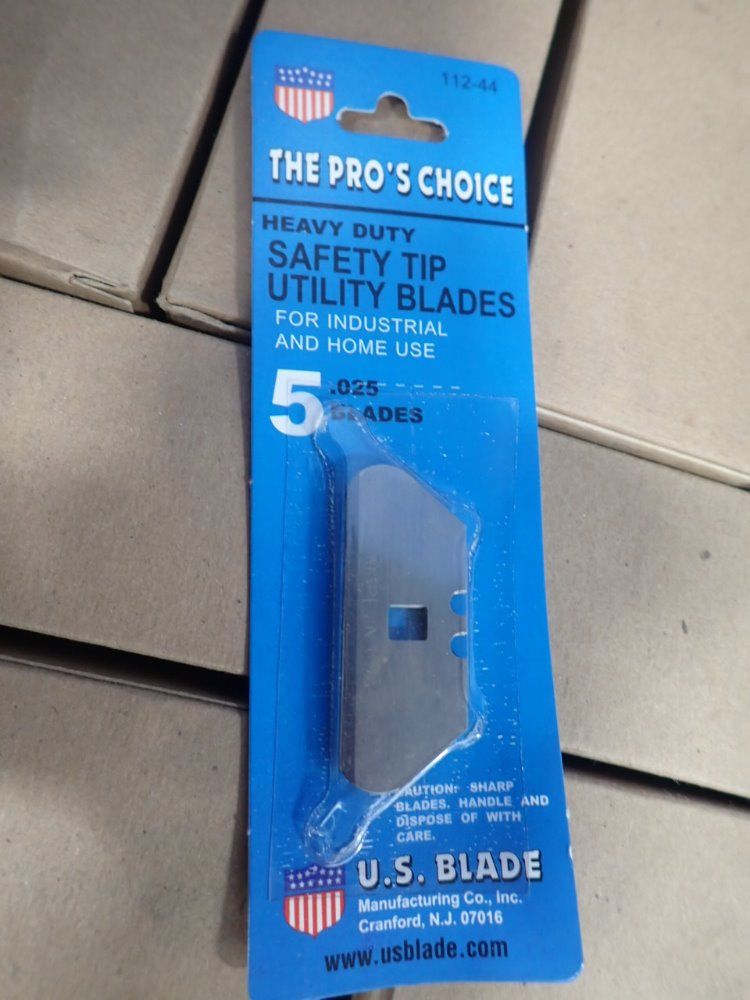 112-44
THE PRO'S CHOICE
HEAVY DUTY
SAFETY TIP
UTILITY BLADES
FOR INDUSTRIAL
AND HOME USE
5 .025
BLADES
CAUTION: SHARP
BLADES. HANDLE AND
DISPOSE OF WITH
CARE.
U.S. BLADE
Manufacturing Co., Inc.
Cranford, N.J. 07016
www.usblade.com